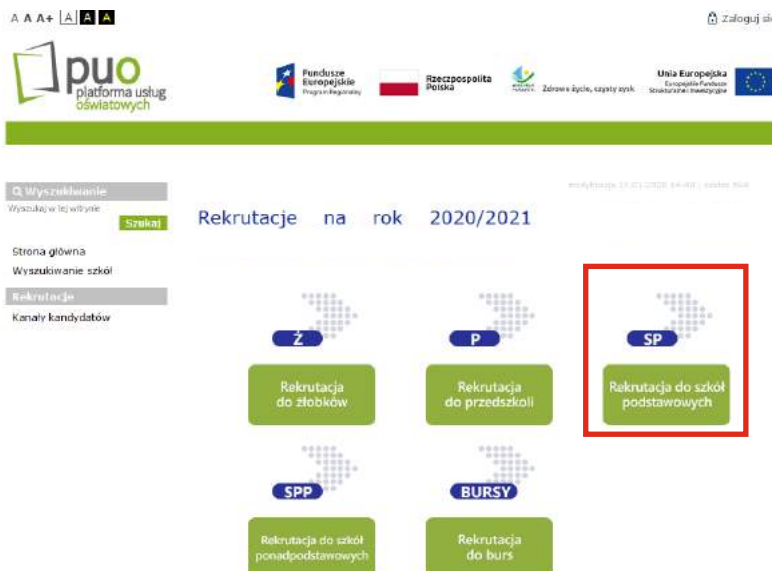 A A A+ A A A
Zaloguj się
puo
platforma usług
oświatowych
Fundusze
Europejskie
Program Regionalny
Rzeczpospolita
Polska
Zdrowe życie, czysty zysk
Unia Europejska
Europejskie Fundusze
Strukturalne i Inwestycyjne
Wyszukiwanie
Wyszukaj w tej witrynie
Szukaj
Strona główna
Wyszukiwanie szkół
Rekrutacje
Kanały kandydatów
Rekrutacje na rok 2020/2021
Ż
P
SP
Rekrutacja
do żłobków
Rekrutacja
do przedszkoli
Rekrutacja do szkół
podstawowych
SPP
BURSY
Rekrutacja do szkół
ponadpodstawowych
Rekrutacja
do burs